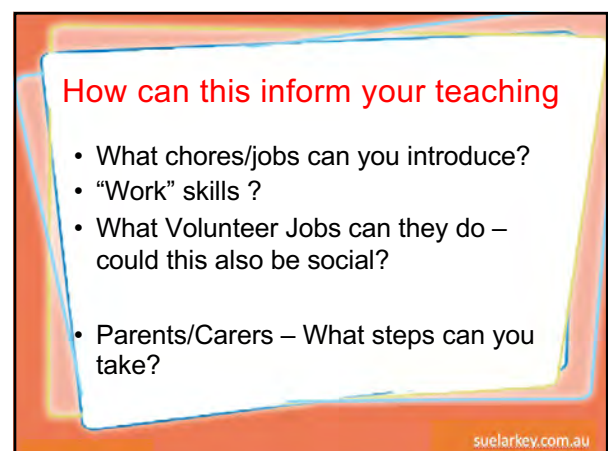 How can this inform your teaching
• What chores/jobs can you introduce?
• “Work” skills ?
• What Volunteer Jobs can they do –
could this also be social?
• Parents/Carers – What steps can you
take?
suelarkey.com.au